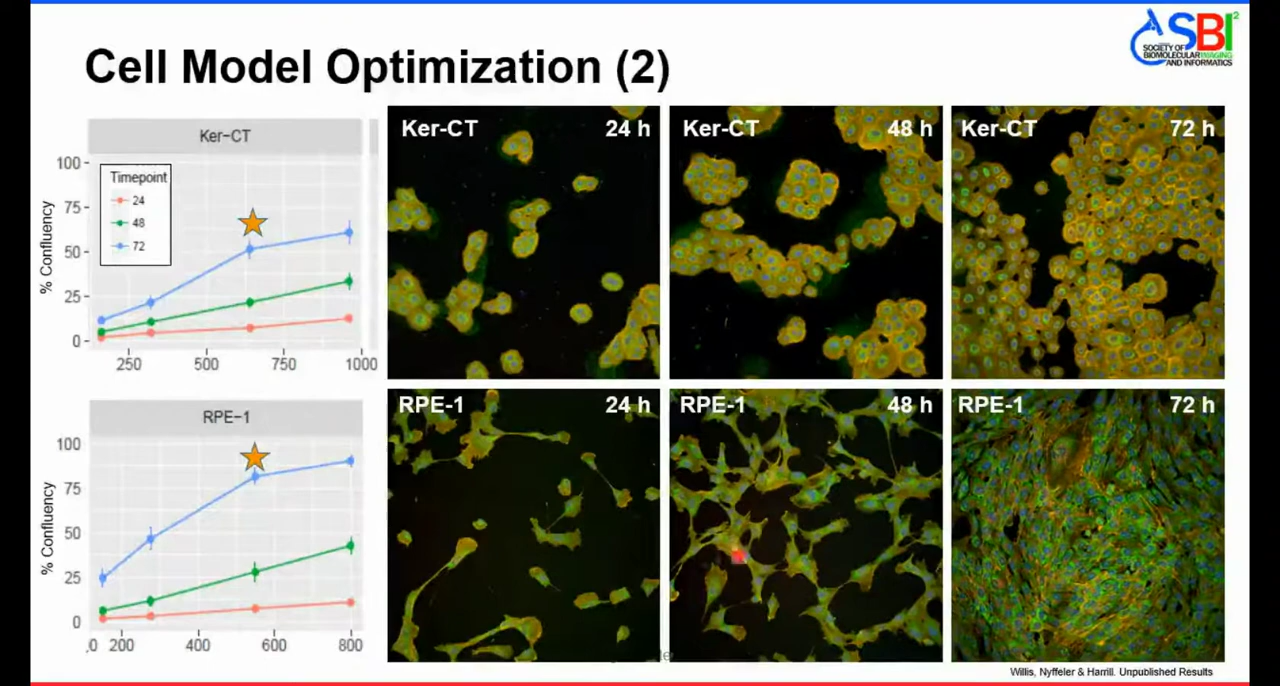 SBI²
SOCIETY OF
BIOMOLECULAR IMAGING
AND INFORMATICS
Cell Model Optimization (2)
Ker-CT
% Confluency
100
75
50
25
0
Timepoint
24
48
72
250
500
750
1000
Ker-CT 24 h
Ker-CT 48 h
Ker-CT 72 h
RPE-1
% Confluency
100
75
50
25
0
.0
200
400
600
800
RPE-1 24 h
RPE-1 48 h
RPE-1 72 h
Willis, Nyffeler & Harrill. Unpublished Results